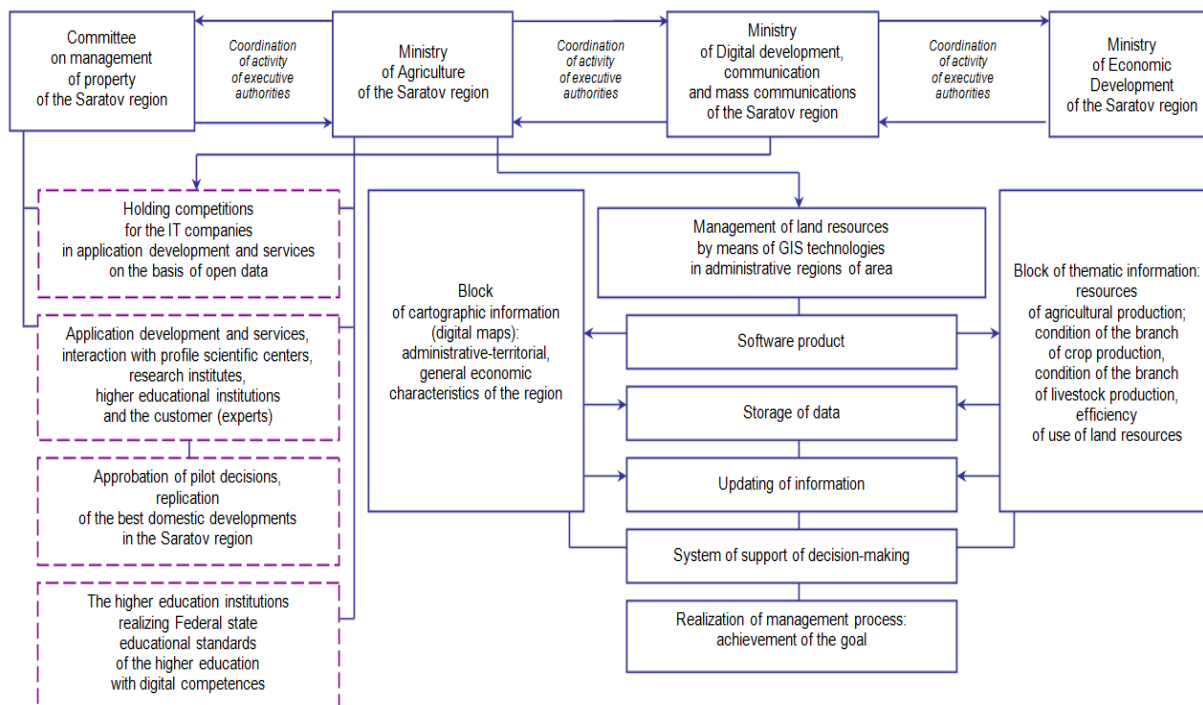 Committee
on management
of property
of the Saratov region
Coordination
of activity
of executive
authorities
Ministry
of Agriculture
of the Saratov region
Coordination
of activity
of executive
authorities
Ministry
of Digital development,
communication
and mass communications
of the Saratov region
Coordination
of activity
of executive
authorities
Ministry
of Economic
Development
of the Saratov region
Holding competitions
for the IT companies
in application development and services
on the basis of open data
Application development and services,
interaction with profile scientific centers,
research institutes,
higher educational institutions
and the customer (experts)
Approbation of pilot decisions,
replication
of the best domestic developments
in the Saratov region
The higher education institutions
realizing Federal state
educational standards
of the higher education
with digital competences
Block
of cartographic information
(digital maps):
administrative-territorial,
general economic
characteristics of the region
Management of land resources
by means of GIS technologies
in administrative regions of area
Software product
Storage of data
Updating of information
System of support of decision-making
Realization of management process:
achievement of the goal
Block of thematic information:
resources
of agricultural production;
condition of the branch
of crop production,
condition of the branch
of livestock production,
efficiency
of use of land resources